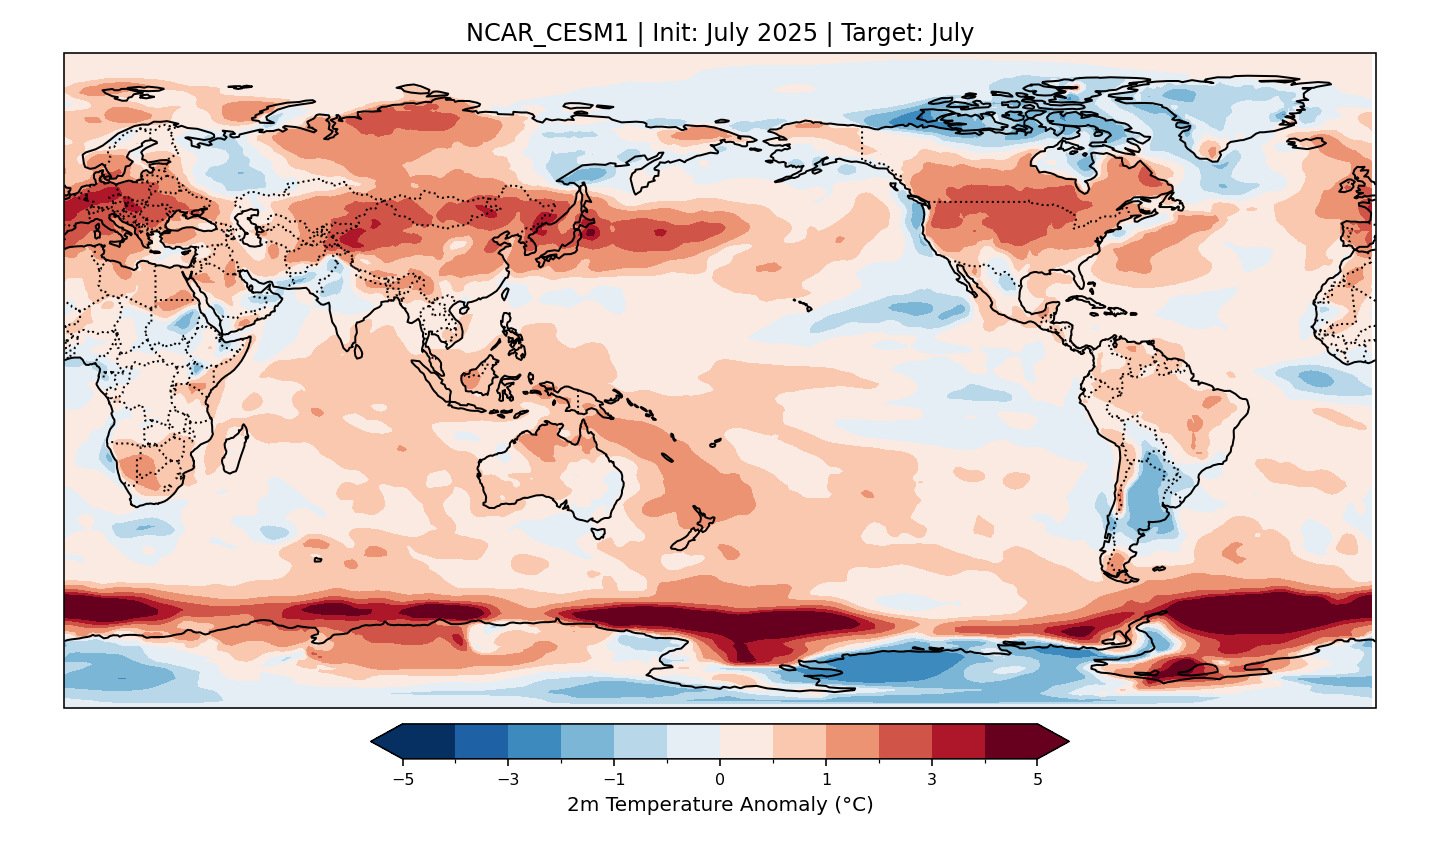 NCAR_CESM1 | Init: July 2025 | Target: July
−5 −3 −1 0 1 3 5
2m Temperature Anomaly (°C)